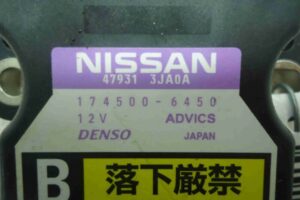 NISSAN
47931 3JA0A
174500-6450
12V ADVICS
DENSO JAPAN
B 落下厳禁